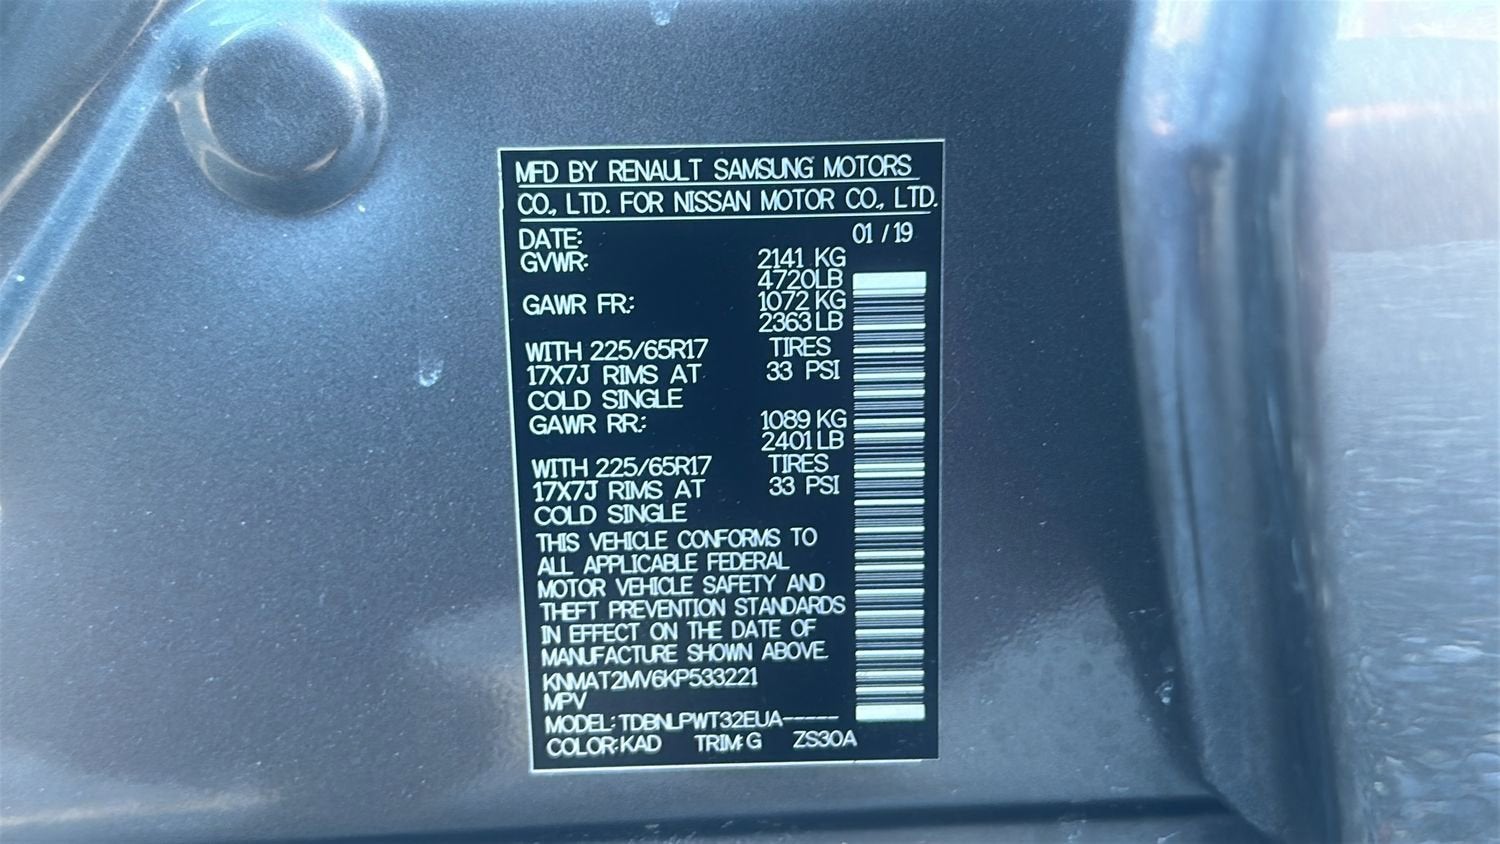 MFD BY RENAULT SAMSUNG MOTORS
CO., LTD. FOR NISSAN MOTOR CO., LTD.
DATE: 01 / 19
GVWR: 2141 KG
4720LB
GAWR FR: 1072 KG
2363LB
WITH 225/65R17 TIRES
17X7J RIMS AT 33 PSI
COLD SINGLE
GAWR RR: 1089 KG
2401LB
WITH 225/65R17 TIRES
17X7J RIMS AT 33 PSI
COLD SINGLE
THIS VEHICLE CONFORMS TO
ALL APPLICABLE FEDERAL
MOTOR VEHICLE SAFETY AND
THEFT PREVENTION STANDARDS
IN EFFECT ON THE DATE OF
MANUFACTURE SHOWN ABOVE.
KNMAT2MV6KP533221
MPV
MODEL: TDBNLPWT32EUA-----
COLOR:KAD TRIM:G ZS30A